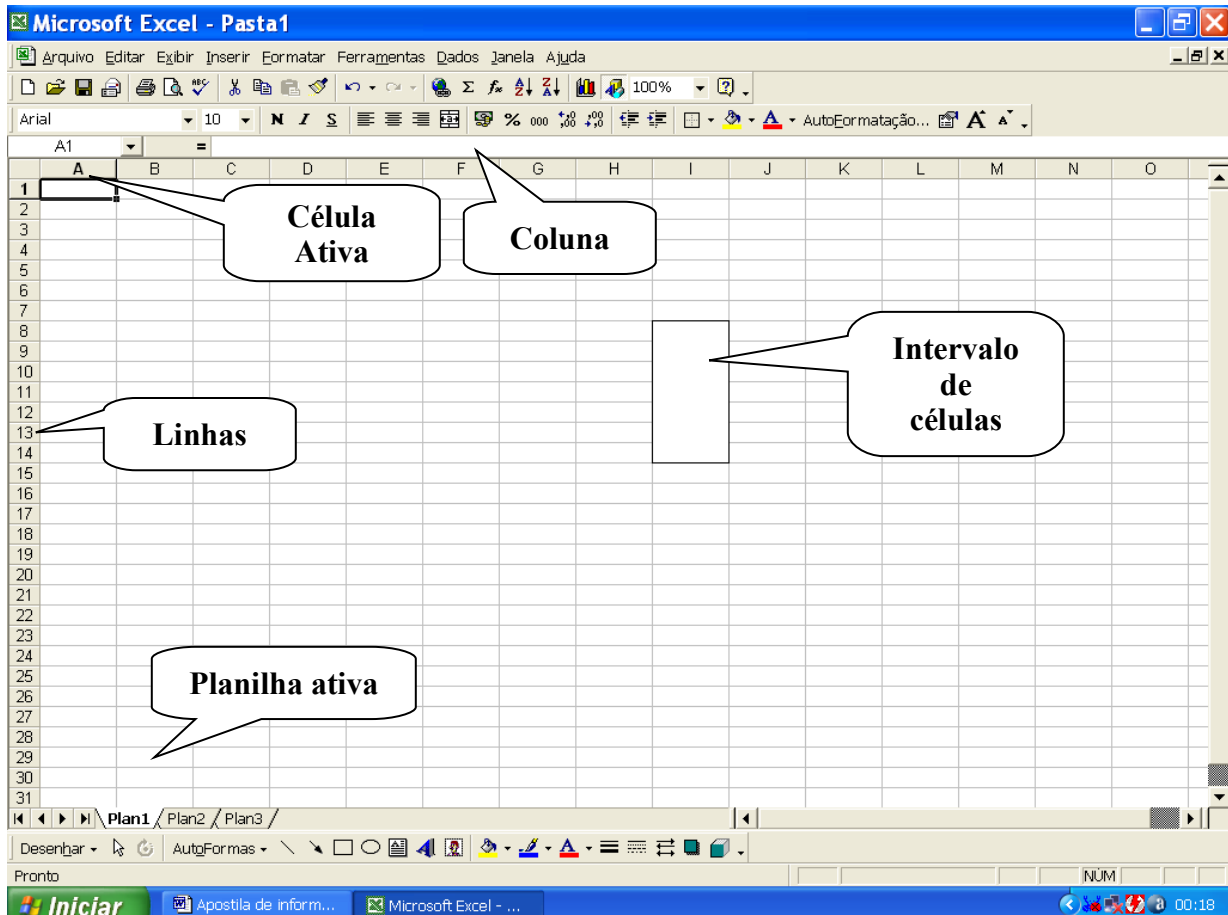 Microsoft Excel - Pasta1
Arquivo Editar Exibir Inserir Formatar Ferramentas Dados Janela Ajuda
100%
Arial 10 N I S % 000 AutoFormatação...
A1 =
A B C D E F G H I J K L M N O
1
2
3
4
5
6
7
8
9
10
11
12
13
14
15
16
17
18
19
20
21
22
23
24
25
26
27
28
29
30
31
Célula
Ativa
Coluna
Intervalo
de
células
Linhas
Planilha ativa
Plan1 Plan2 Plan3
Desenhar AutoFormas
Pronto NÚM
Iniciar Apostila de inform... Microsoft Excel - ... 00:18